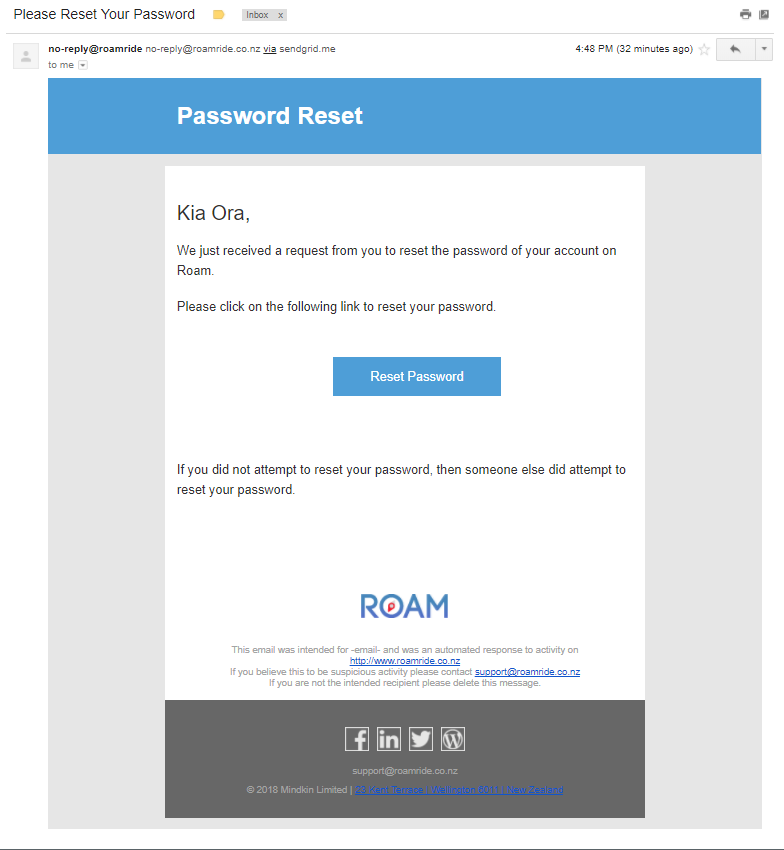 Please Reset Your Password
Inbox x
no-reply@roamride no-reply@roamride.co.nz via sendgrid.me
4:48 PM (32 minutes ago)
to me
Password Reset
Kia Ora,
We just received a request from you to reset the password of your account on
Roam.
Please click on the following link to reset your password.
Reset Password
If you did not attempt to reset your password, then someone else did attempt to
reset your password.
ROAM
This email was intended for -email- and was an automated response to activity on
http://www.roamride.co.nz
If you believe this to be suspicious activity please contact support@roamride.co.nz
If you are not the intended recipient please delete this message.
support@roamride.co.nz
© 2018 Mindkin Limited | 23 Kent Terrace | Wellington 6011 | New Zealand